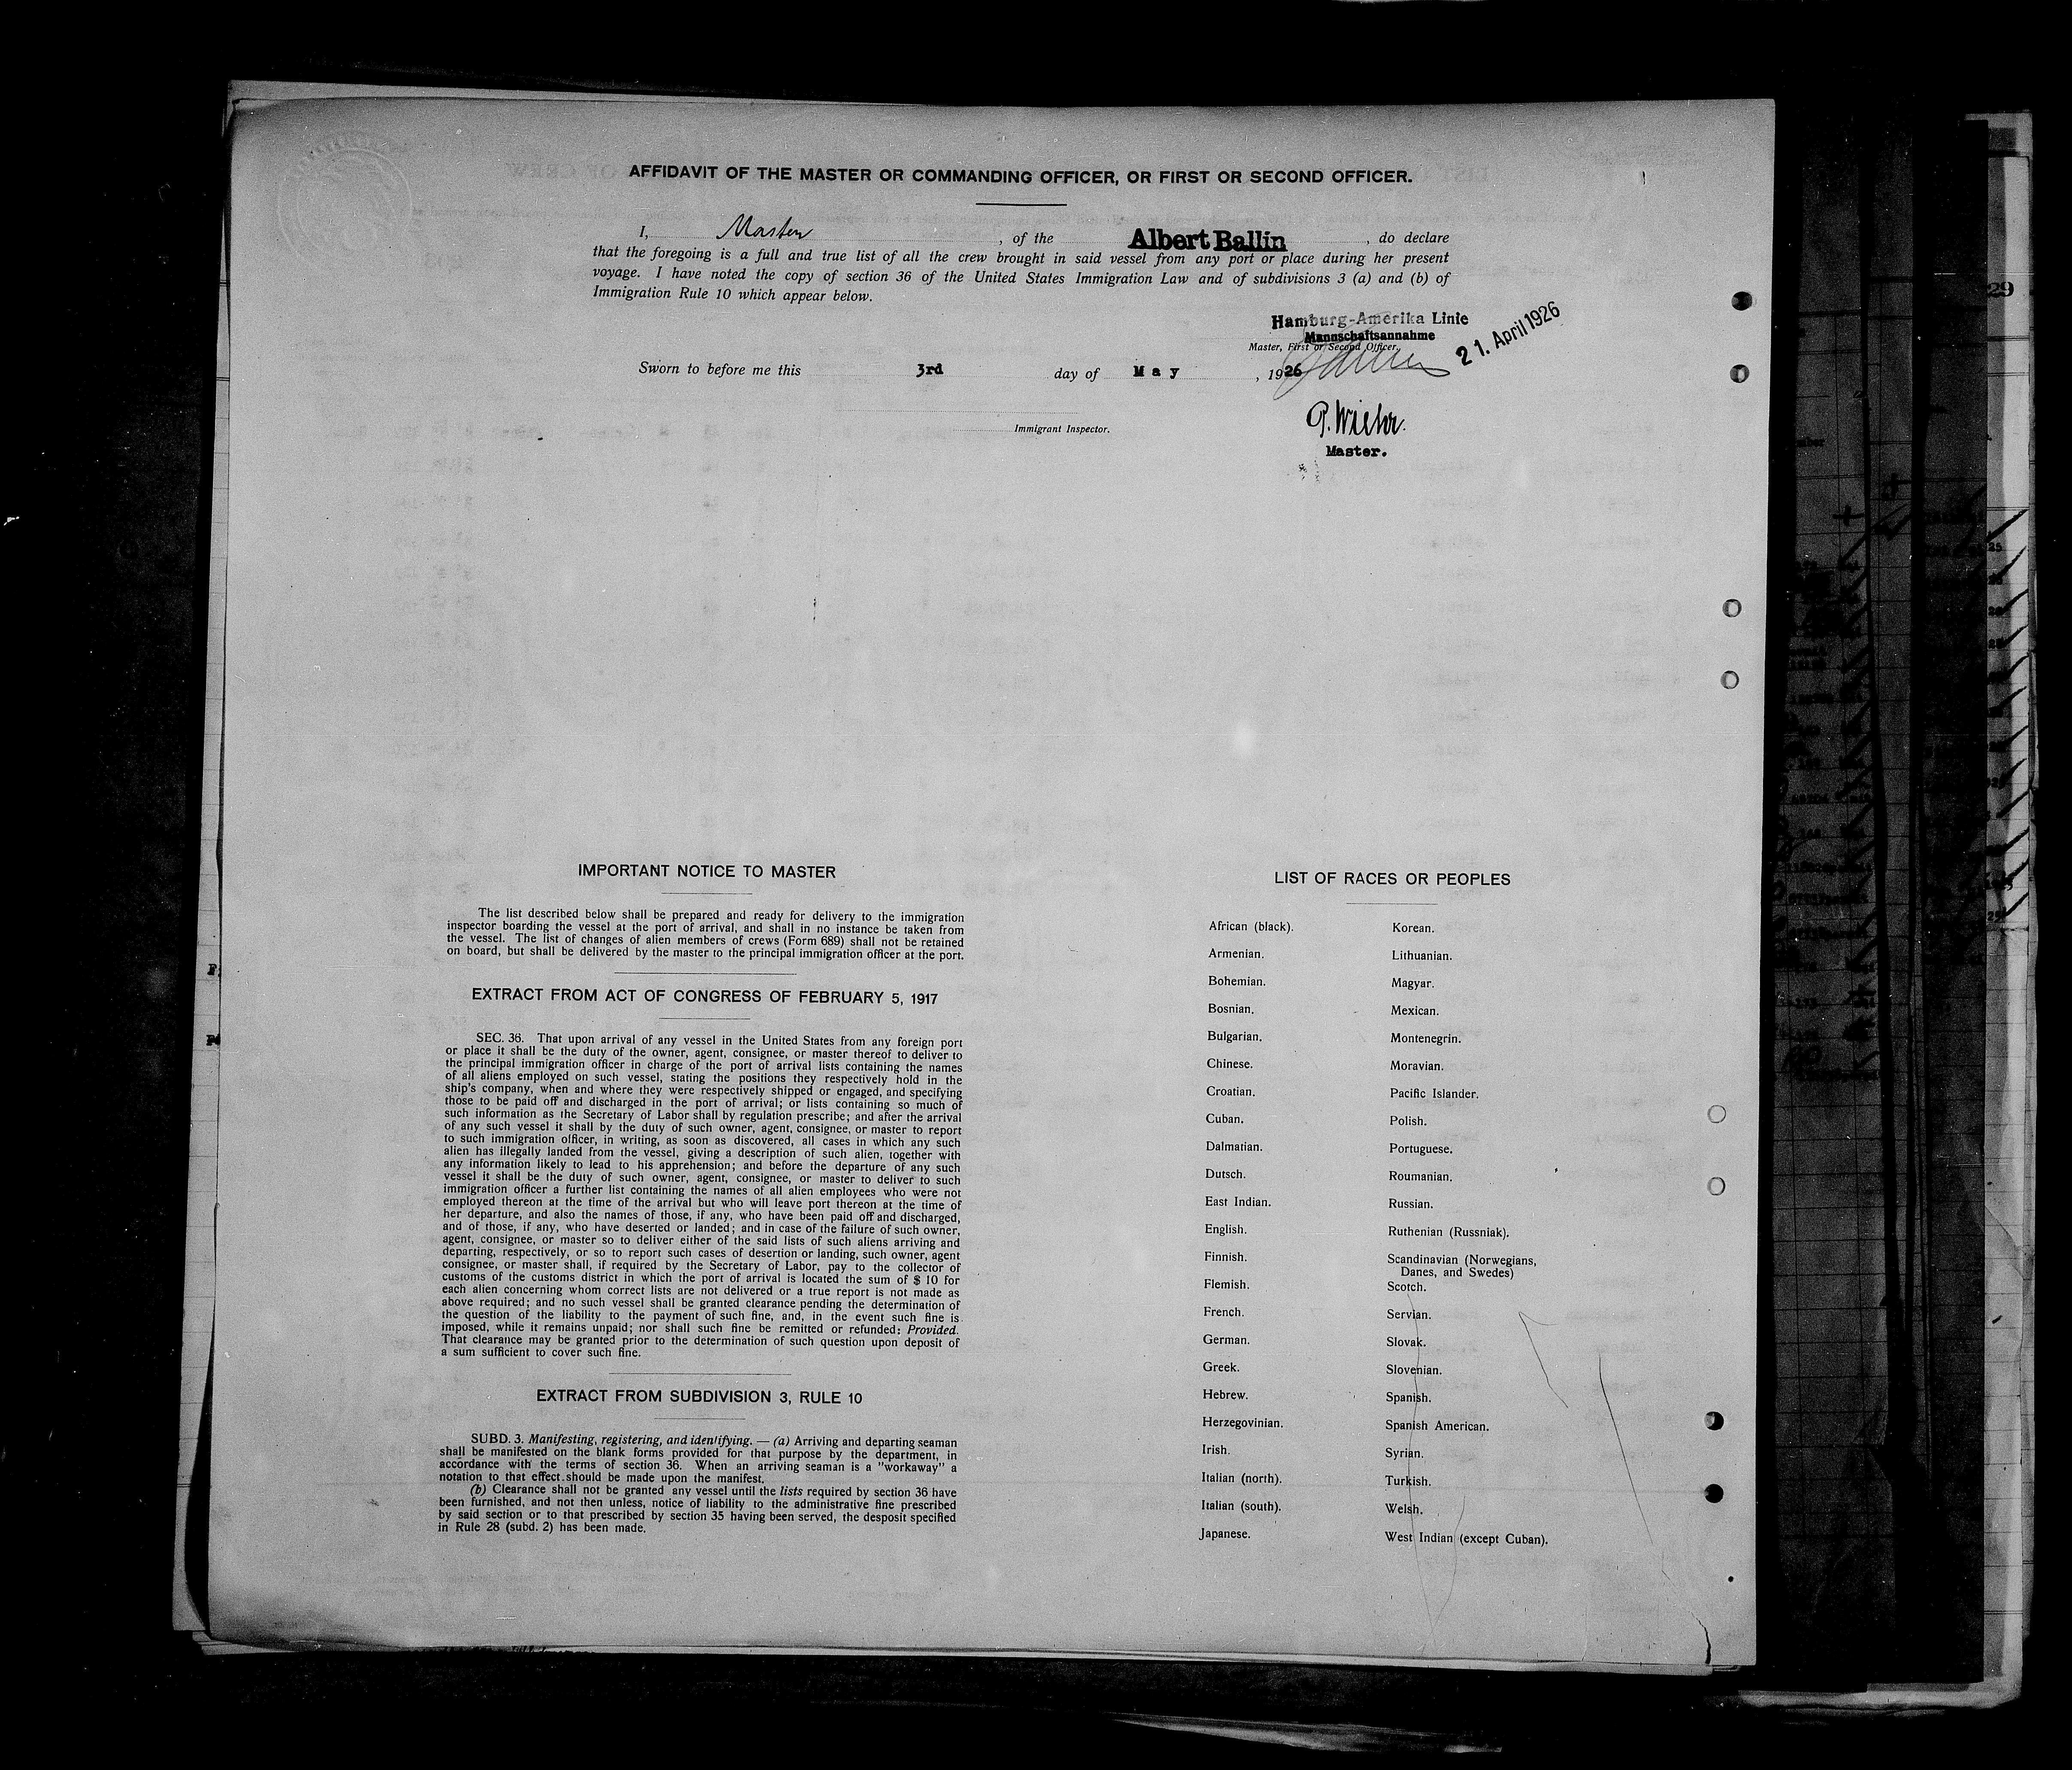 AFFIDAVIT OF THE MASTER OR COMMANDING OFFICER, OR FIRST OR SECOND OFFICER.
I, Master, of the Albert Ballin, do declare
that the foregoing is a full and true list of all the crew brought in said vessel from any port or place during her present
voyage. I have noted the copy of section 36 of the United States Immigration Law and of subdivisions 3 (a) and (b) of
Immigration Rule 10 which appear below.
Hamburg-Amerika Linie
Mannschaftsannahme
Master, First or Second Officer.
21. April 1926
Sworn to before me this 3rd day of May, 1926
P. Wiehr.
Immigrant Inspector.
Master.
IMPORTANT NOTICE TO MASTER
The list described below shall be prepared and ready for delivery to the immigration
inspector boarding the vessel at the port of arrival, and shall in no instance be taken from
the vessel. The list of changes of alien members of crews (Form 689) shall not be retained
on board, but shall be delivered by the master to the principal immigration officer at the port.
EXTRACT FROM ACT OF CONGRESS OF FEBRUARY 5, 1917
SEC. 36. That upon arrival of any vessel in the United States from any foreign port
or place it shall be the duty of the owner, agent, consignee, or master thereof to deliver to
the principal immigration officer in charge of the port of arrival lists containing the names
of all aliens employed on such vessel, stating the positions they respectively hold in the
ship's company, when and where they were respectively shipped or engaged, and specifying
those to be paid off and discharged in the port of arrival; or lists containing so much of
such information as the Secretary of Labor shall by regulation prescribe; and after the arrival
of any such vessel it shall by the duty of such owner, agent, consignee, or master to report
to such immigration officer, in writing, as soon as discovered, all cases in which any such
alien has illegally landed from the vessel, giving a description of such alien, together with
any information likely to lead to his apprehension; and before the departure of any such
vessel it shall be the duty of such owner, agent, consignee, or master to deliver to such
immigration officer a further list containing the names of all alien employees who were not
employed thereon at the time of the arrival but who will leave port thereon at the time of
her departure, and also the names of those, if any, who have been paid off and discharged,
and of those, if any, who have deserted or landed; and in case of the failure of such owner,
agent, consignee, or master so to deliver either of the said lists of such aliens arriving and
departing, respectively, or so to report such cases of desertion or landing, such owner, agent
consignee, or master shall, if required by the Secretary of Labor, pay to the collector of
customs of the customs district in which the port of arrival is located the sum of $ 10 for
each alien concerning whom correct lists are not delivered or a true report is not made as
above required; and no such vessel shall be granted clearance pending the determination of
the question of the liability to the payment of such fine, and, in the event such fine is
imposed, while it remains unpaid; nor shall such fine be remitted or refunded: Provided.
That clearance may be granted prior to the determination of such question upon deposit of
a sum sufficient to cover such fine.
EXTRACT FROM SUBDIVISION 3, RULE 10
SUBD. 3. Manifesting, registering, and identifying. — (a) Arriving and departing seaman
shall be manifested on the blank forms provided for that purpose by the department, in
accordance with the terms of section 36. When an arriving seaman is a "workaway" a
notation to that effect should be made upon the manifest.
(b) Clearance shall not be granted any vessel until the lists required by section 36 have
been furnished, and not then unless, notice of liability to the administrative fine prescribed
by said section or to that prescribed by section 35 having been served, the desposit specified
in Rule 28 (subd. 2) has been made.
LIST OF RACES OR PEOPLES
African (black).
Armenian.
Bohemian.
Bosnian.
Bulgarian.
Chinese.
Croatian.
Cuban.
Dalmatian.
Dutsch.
East Indian.
English.
Finnish.
Flemish.
French.
German.
Greek.
Hebrew.
Herzegovinian.
Irish.
Italian (north).
Italian (south).
Japanese.
Korean.
Lithuanian.
Magyar.
Mexican.
Montenegrin.
Moravian.
Pacific Islander.
Polish.
Portuguese.
Roumanian.
Russian.
Ruthenian (Russniak).
Scandinavian (Norwegians,
Danes, and Swedes)
Scotch.
Servian.
Slovak.
Slovenian.
Spanish.
Spanish American.
Syrian.
Turkish.
Welsh.
West Indian (except Cuban).
29